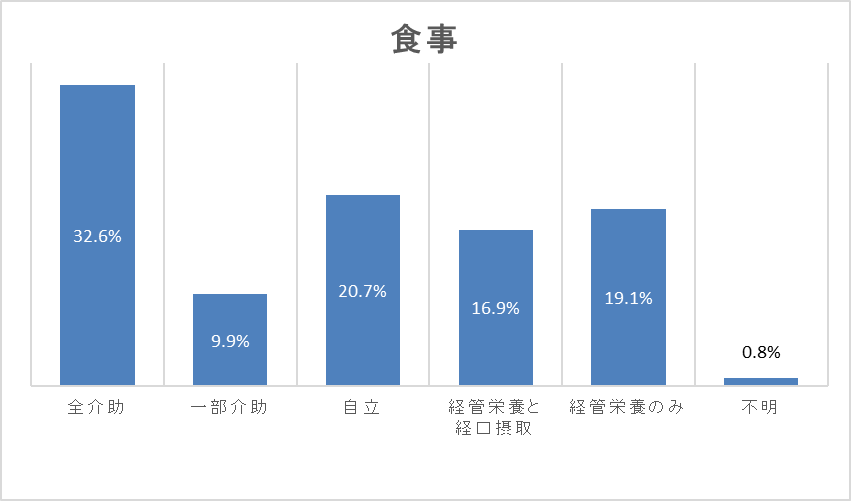 食事
32.6%
9.9%
20.7%
16.9%
19.1%
0.8%
全介助
一部介助
自立
経管栄養と
経口摂取
経管栄養のみ
不明